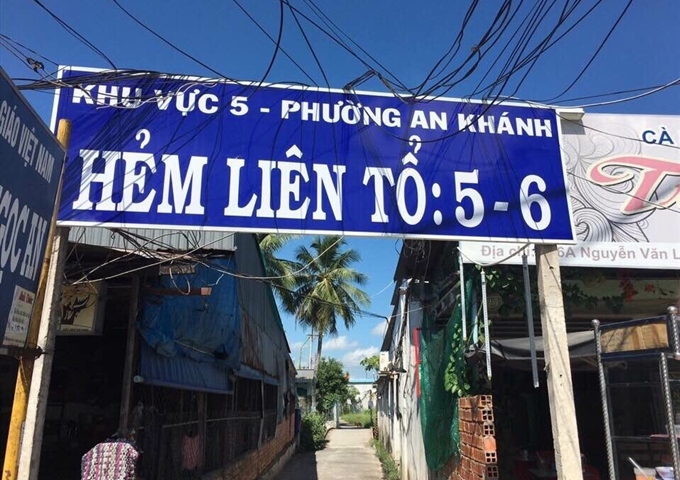 KHU VỰC 5 - PHƯỜNG AN KHÁNH
HẺM LIÊN TỔ: 5 - 6
GIÁO VIỆT NAM
NGỌC AN
CÀ
Địa chỉ: 6A Nguyễn Văn L